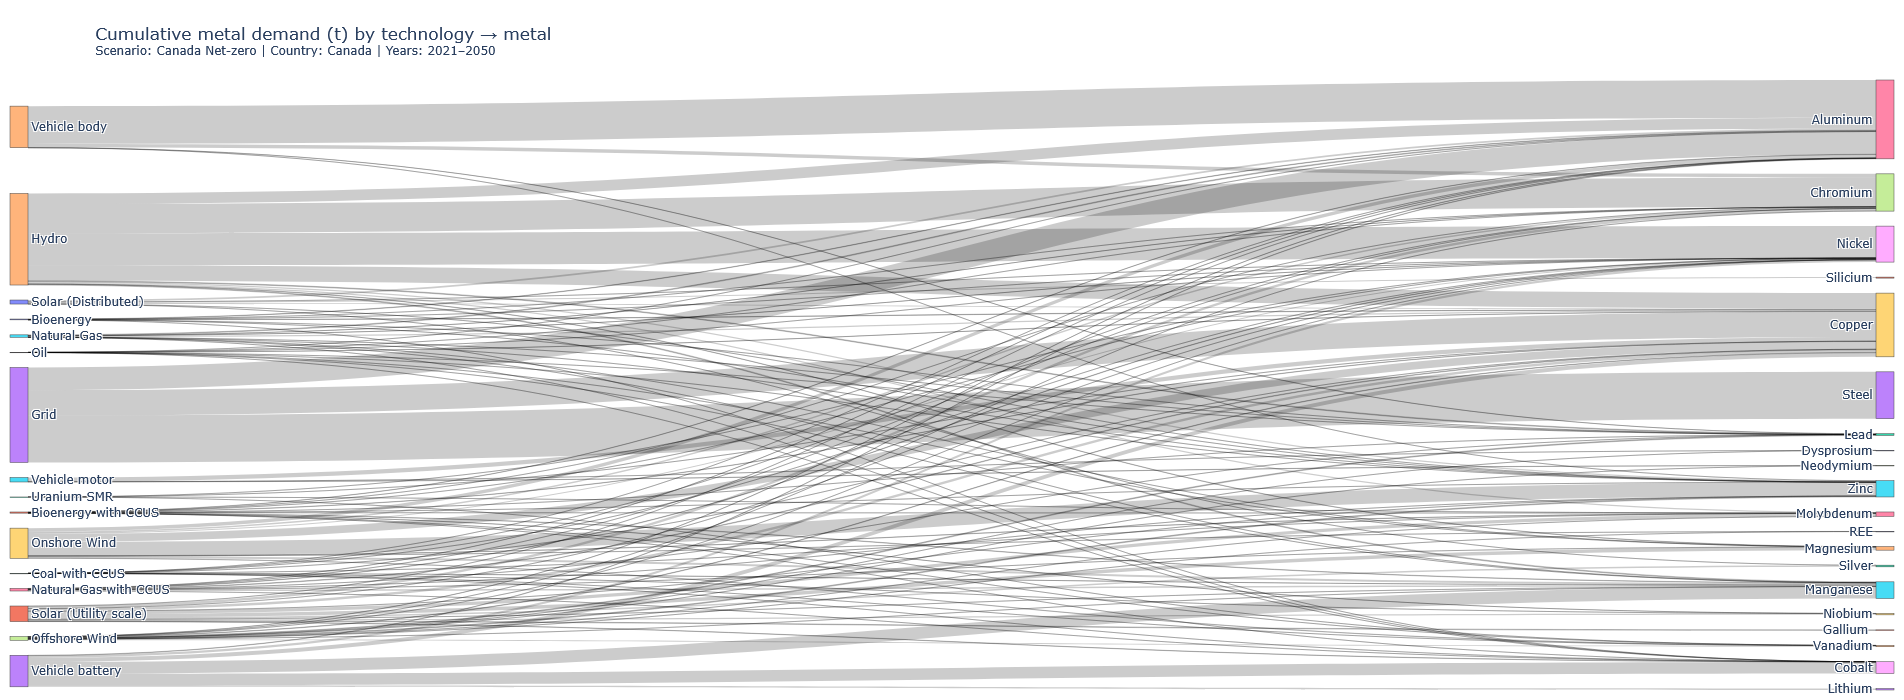 Cumulative metal demand (t) by technology → metal
Scenario: Canada Net-zero | Country: Canada | Years: 2021–2050
Vehicle body
Hydro
Solar (Distributed)
Bioenergy
Natural Gas
Oil
Grid
Vehicle motor
Uranium SMR
Bioenergy with CCUS
Onshore Wind
Coal with CCUS
Natural Gas with CCUS
Solar (Utility scale)
Offshore Wind
Vehicle battery
Aluminum
Chromium
Nickel
Silicium
Copper
Steel
Lead
Dysprosium
Neodymium
Zinc
Molybdenum
REE
Magnesium
Silver
Manganese
Niobium
Gallium
Vanadium
Cobalt
Lithium